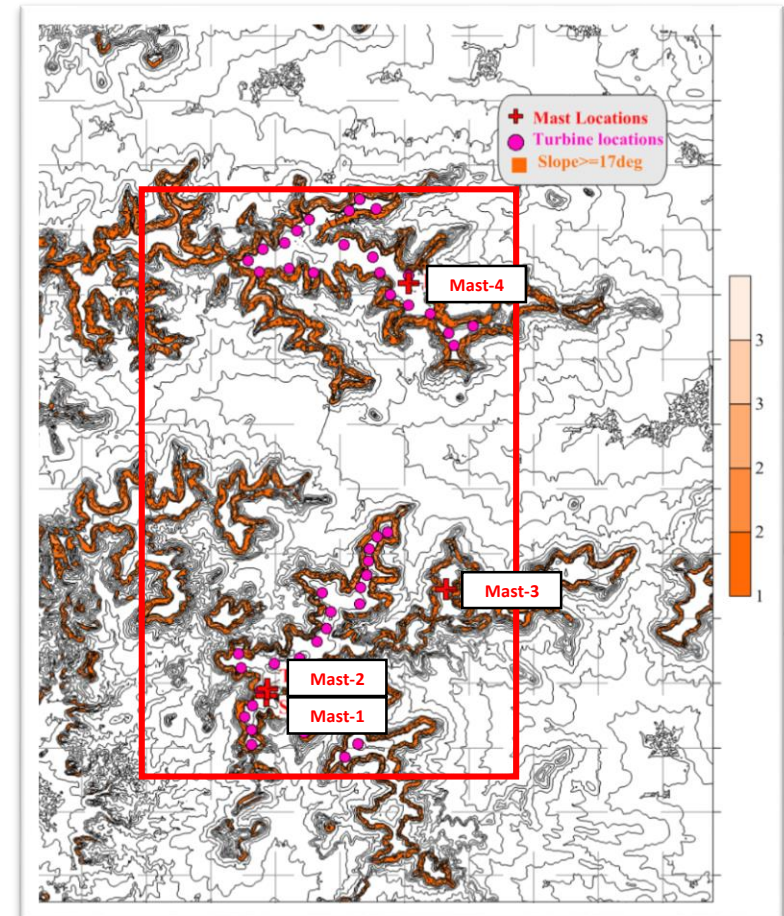 Mast Locations
Turbine locations
Slope>=17deg
Mast-4
3
3
2
2
1
Mast-3
Mast-2
Mast-1